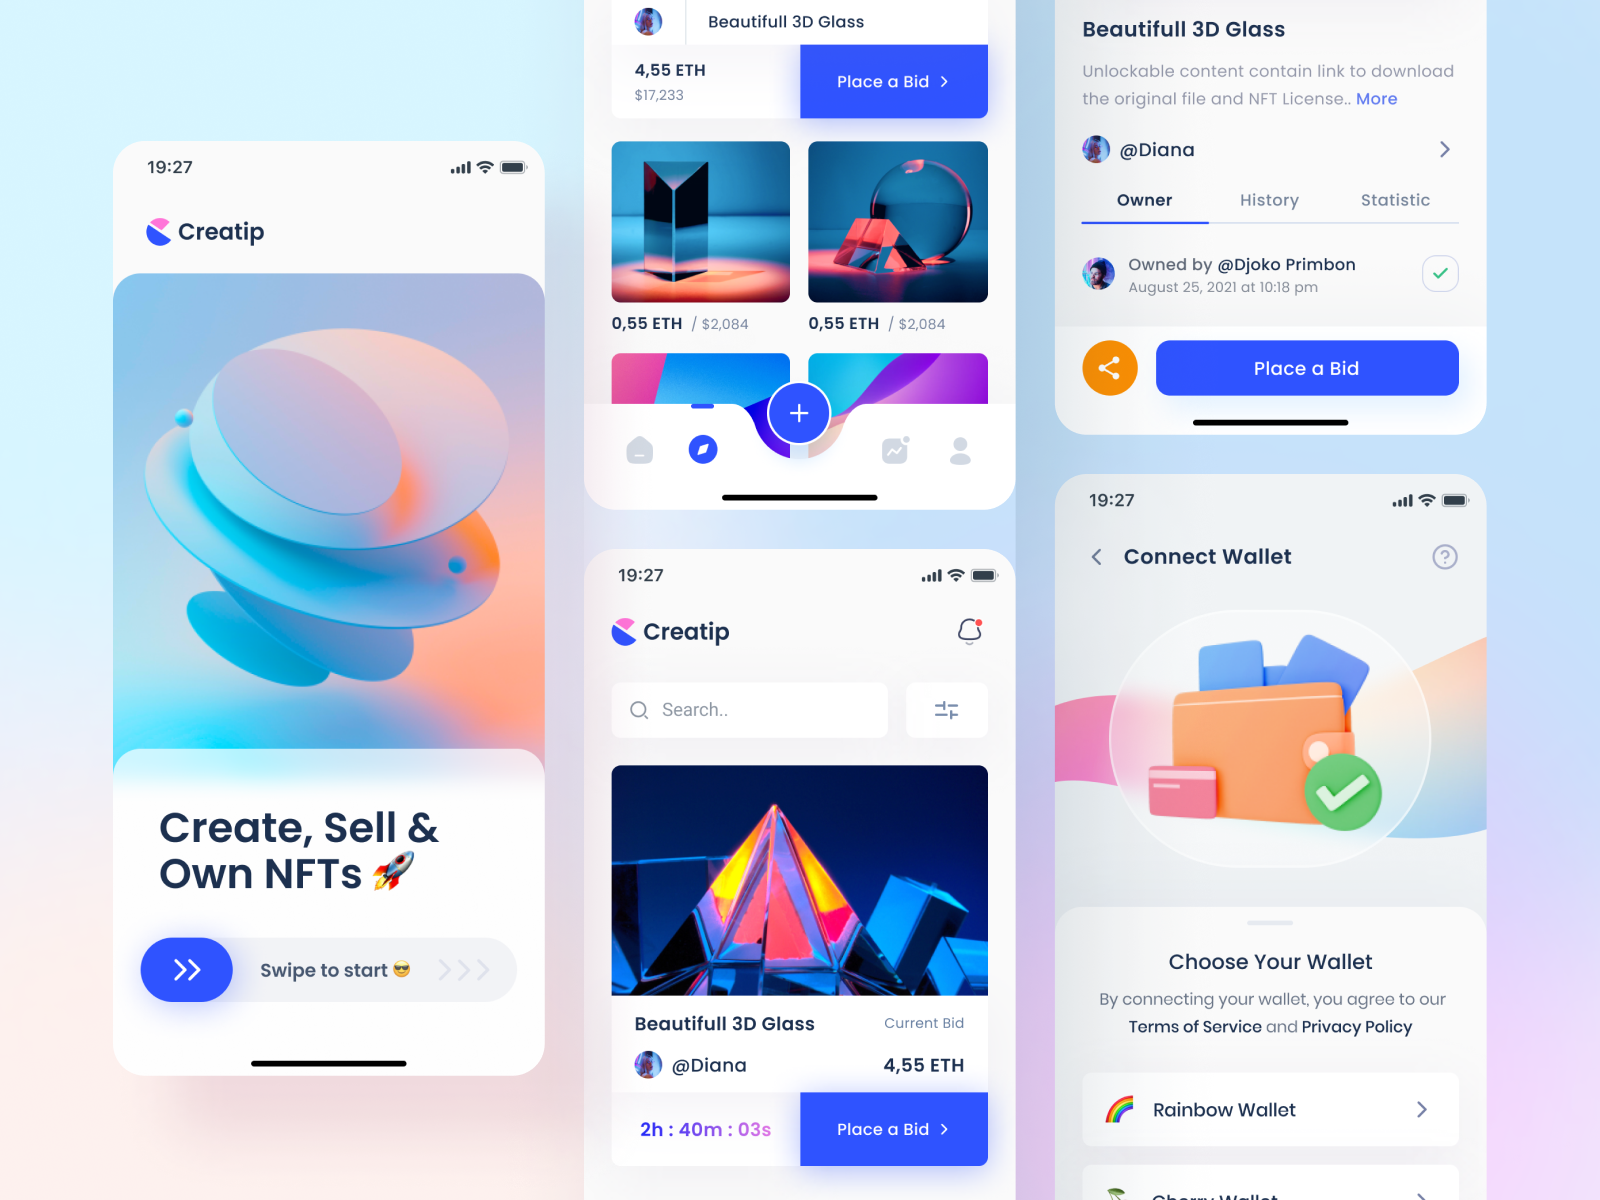 19:27
Creatip
Create, Sell &
Own NFTs 🚀
Swipe to start 😎
Beautifull 3D Glass
4,55 ETH
$17,233
Place a Bid
0,55 ETH / $2,084
0,55 ETH / $2,084
19:27
Creatip
Search..
Beautifull 3D Glass
Current Bid
@Diana
4,55 ETH
2h : 40m : 03s
Place a Bid
Beautifull 3D Glass
Unlockable content contain link to download
the original file and NFT License.. More
@Diana
Owner
History
Statistic
Owned by @Djoko Primbon
August 25, 2021 at 10:18 pm
Place a Bid
19:27
Connect Wallet
Choose Your Wallet
By connecting your wallet, you agree to our
Terms of Service and Privacy Policy
Rainbow Wallet
Cherry Wallet